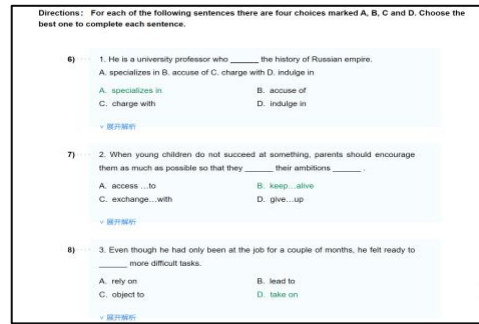 Directions: For each of the following sentences there are four choices marked A, B, C and D. Choose the
best one to complete each sentence.
6) 1. He is a university professor who ______ the history of Russian empire.
A. specializes in B. accuse of C. charge with D. indulge in
A. specializes in B. accuse of
C. charge with D. indulge in
展开解析
7) 2. When young children do not succeed at something, parents should encourage
them as much as possible so that they ______ their ambitions ______ .
A. access …to B. keep…alive
C. exchange…with D. give…up
展开解析
8) 3. Even though he had only been at the job for a couple of months, he felt ready to
______ more difficult tasks.
A. rely on B. lead to
C. object to D. take on
展开解析